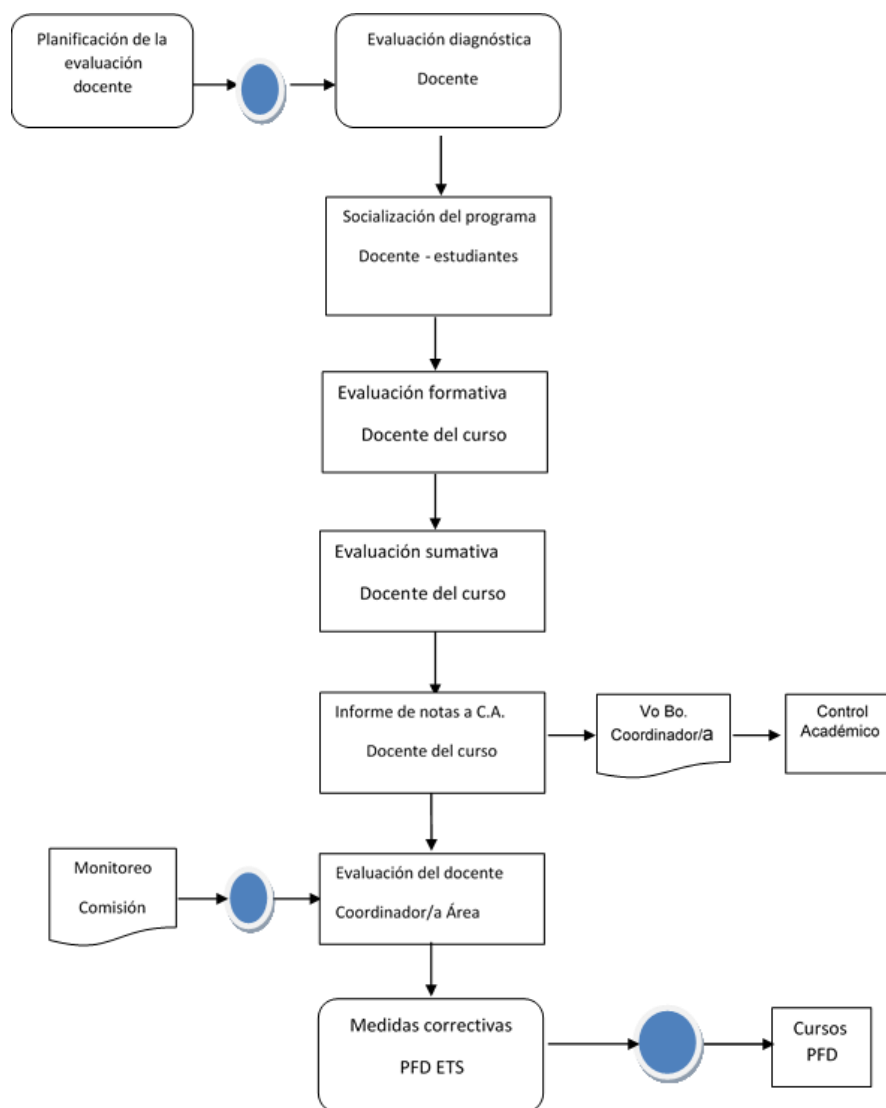 Planificación de la
evaluación
docente
Evaluación diagnóstica
Docente
Socialización del programa
Docente - estudiantes
Evaluación formativa
Docente del curso
Evaluación sumativa
Docente del curso
Informe de notas a C.A.
Docente del curso
Vo Bo.
Coordinador/a
Control
Académico
Monitoreo
Comisión
Evaluación del docente
Coordinador/a Área
Medidas correctivas
PFD ETS
Cursos
PFD